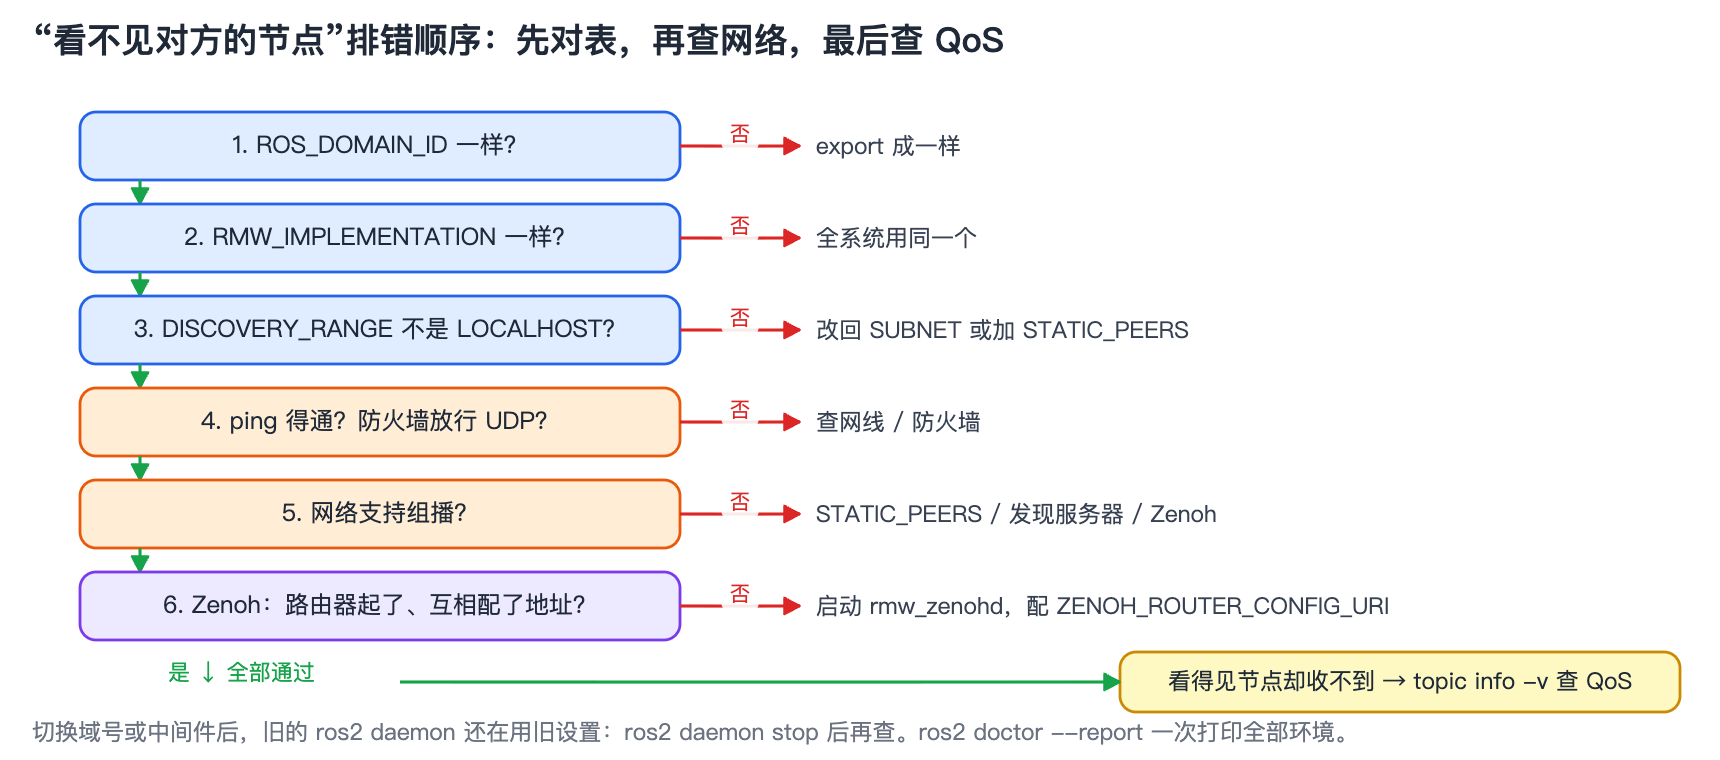 “看不见对方的节点”排错顺序：先对表，再查网络，最后查 QoS
1. ROS_DOMAIN_ID 一样？
否
export 成一样
2. RMW_IMPLEMENTATION 一样？
否
全系统用同一个
3. DISCOVERY_RANGE 不是 LOCALHOST？
否
改回 SUBNET 或加 STATIC_PEERS
4. ping 得通？防火墙放行 UDP？
否
查网线 / 防火墙
5. 网络支持组播？
否
STATIC_PEERS / 发现服务器 / Zenoh
6. Zenoh：路由器起了、互相配了地址？
否
启动 rmw_zenohd，配 ZENOH_ROUTER_CONFIG_URI
是 ↓ 全部通过
看得见节点却收不到 → topic info -v 查 QoS
切换域号或中间件后，旧的 ros2 daemon 还在用旧设置：ros2 daemon stop 后再查。ros2 doctor --report 一次打印全部环境。